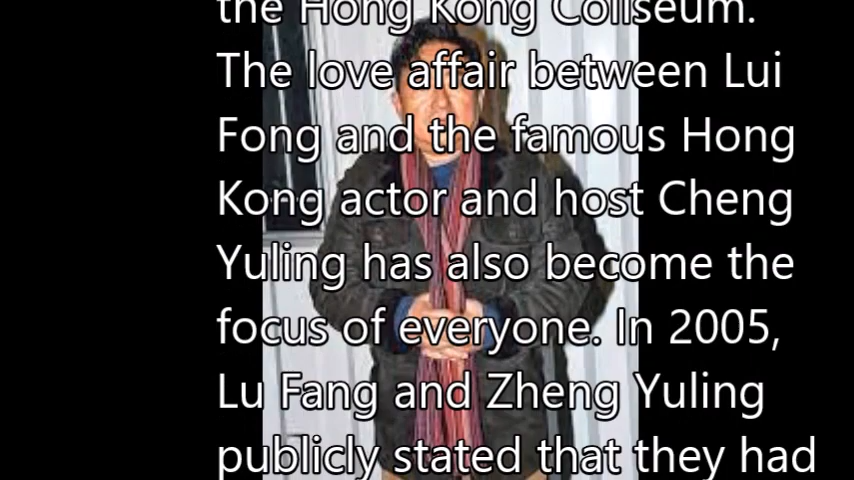 the Hong Kong Coliseum.
The love affair between Lui
Fong and the famous Hong
Kong actor and host Cheng
Yuling has also become the
focus of everyone. In 2005,
Lu Fang and Zheng Yuling
publicly stated that they had